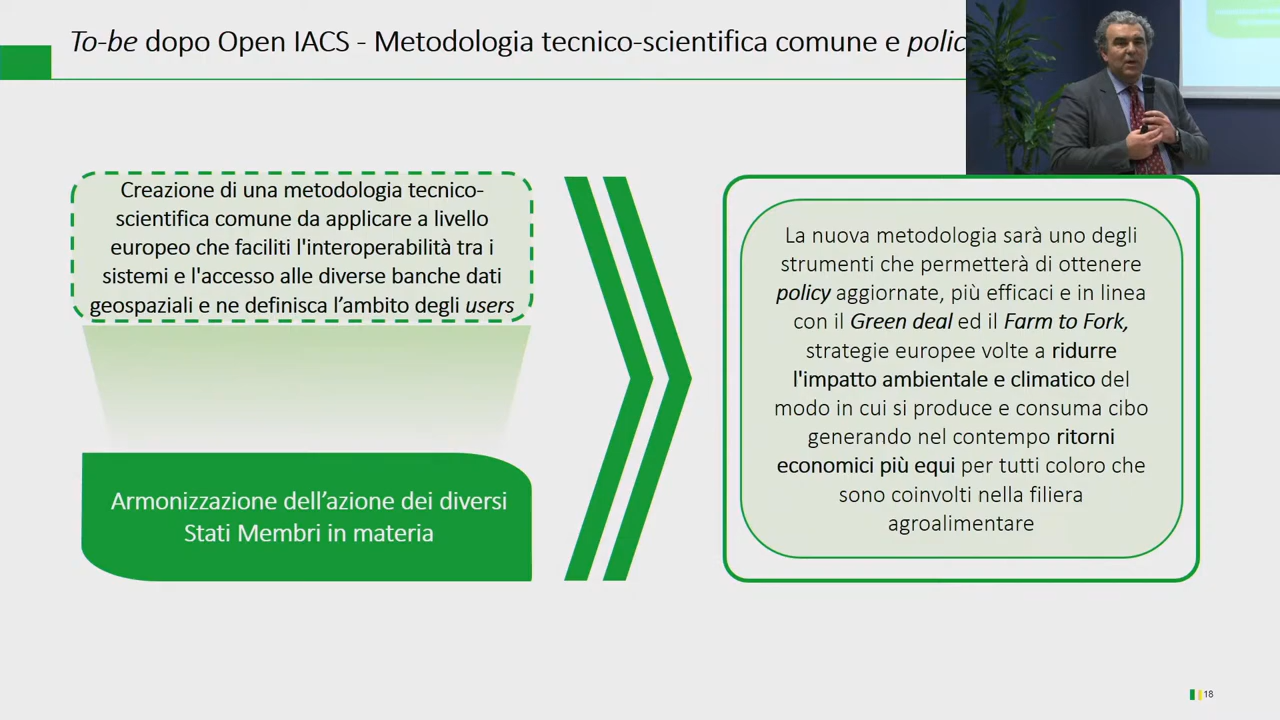 To-be dopo Open IACS - Metodologia tecnico-scientifica comune e
Creazione di una metodologia tecnico-
scientifica comune da applicare a livello
europeo che faciliti l'interoperabilità tra i
sistemi e l'accesso alle diverse banche dati
geospaziali e ne definisca l’ambito degli users
Armonizzazione dell’azione dei diversi
Stati Membri in materia
La nuova metodologia sarà uno degli
strumenti che permetterà di ottenere
policy aggiornate, più efficaci e in linea
con il Green deal ed il Farm to Fork,
strategie europee volte a ridurre
l'impatto ambientale e climatico del
modo in cui si produce e consuma cibo
generando nel contempo ritorni
economici più equi per tutti coloro che
sono coinvolti nella filiera
agroalimentare
18